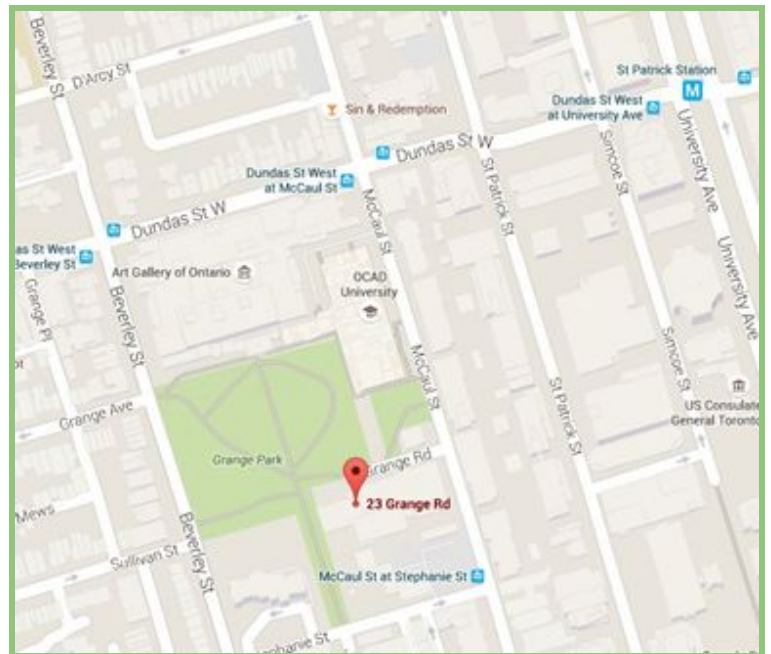 Beverley St
D'Arcy St
St Patrick Station
M
Sin & Redemption
Dundas St West
at University Ave
University Ave
Dundas St W
Simcoe St
Dundas St West
at McCaul St
St Patrick St
McCaul St
Dundas St W
as St West
Beverley St
Art Gallery of Ontario
OCAD
University
University Ave
Grange Pl
Beverley St
Simcoe St
McCaul St
St Patrick St
US Consulate
General Toronto
Grange Ave
Grange Park
Grange Rd
23 Grange Rd
Mews
Beverley St
Sullivan St
McCaul St at Stephanie St
phanie St